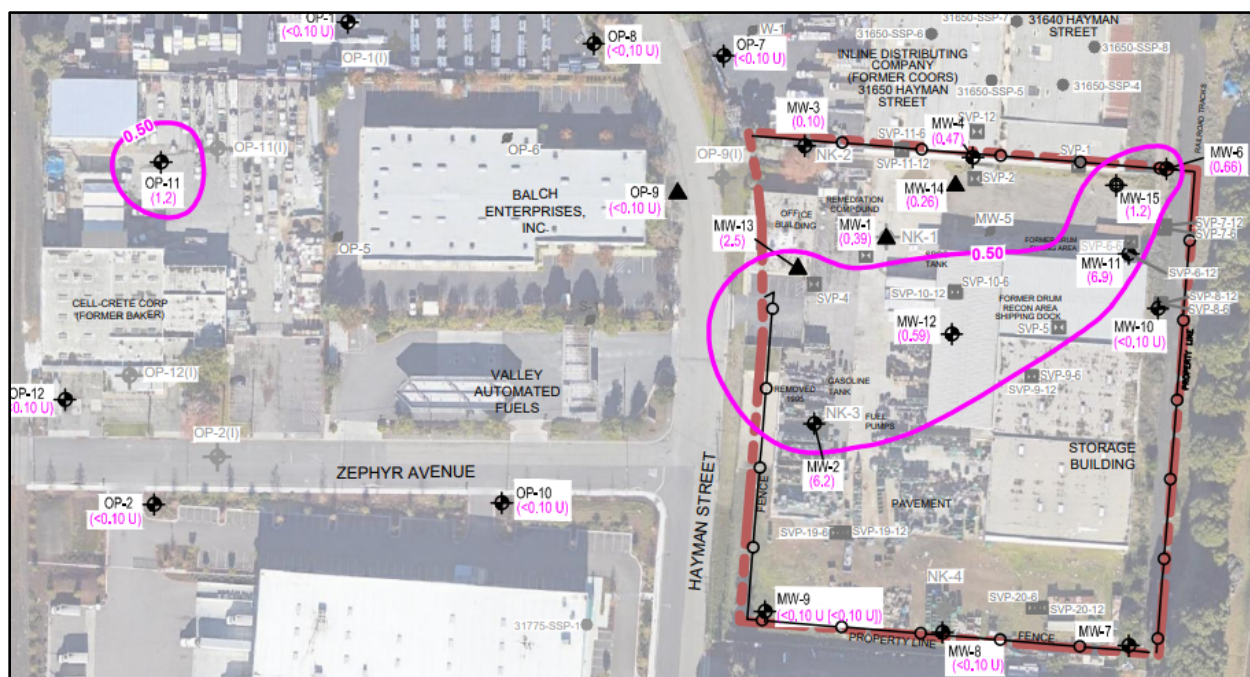 OP-1
(<0.10 U)
OP-1(I)
OP-8
(<0.10 U)
OP-7
(<0.10 U)
W-1
31650-SSP-7
31650-SSP-6
31640 HAYMAN
STREET
31650-SSP-8
INLINE DISTRIBUTING
COMPANY
(FORMER COORS)
31650 HAYMAN
STREET
31650-SSP-5
31650-SSP-4
RAILROAD TRACKS
0.50
OP-11
(1.2)
OP-11(I)
OP-6
OP-9(I)
MW-3
(0.10)
NK-2
SVP-11-6
SVP-11-12
MW-4
(0.47)
SVP-12
SVP-2
SVP-1
MW-6
(0.66)
OP-9
(<0.10 U)
BALCH
ENTERPRISES,
INC
OP-5
MW-14
(0.26)
MW-15
(1.2)
REMEDIATION
COMPOUND
OFFICE
BUILDING
MW-13
(2.5)
MW-1
(0.39)
NK-1
MW-5
SVP-7-12
SVP-7-6
FORMER DRUM
AREA
SVP-6-6
0.50
TANK
MW-11
(6.9)
SVP-6-12
SVP-4
SVP-10-6
SVP-10-12
FORMER DRUM
RECON AREA
SHIPPING DOCK
SVP-8-12
SVP-8-6
CELL-CRETE CORP
(FORMER BAKER)
MW-12
(0.59)
SVP-5
MW-10
(<0.10 U)
PROPERTY LINE
OP-12(I)
OP-12
<0.10 U)
VALLEY
AUTOMATED
FUELS
REMOVED
1995
GASOLINE
TANK
SVP-9-6
SVP-9-12
NK-3
FUEL
PUMPS
OP-2(I)
ZEPHYR AVENUE
MW-2
(6.2)
STORAGE
BUILDING
HAYMAN STREET
FENCE
OP-2
(<0.10 U)
OP-10
(<0.10 U)
PAVEMENT
SVP-19-6
SVP-19-12
MW-9
(<0.10 U [<0.10 U])
NK-4
SVP-20-6
SVP-20-12
31775-SSP-1
PROPERTY LINE
FENCE
MW-7
MW-8
(<0.10 U)